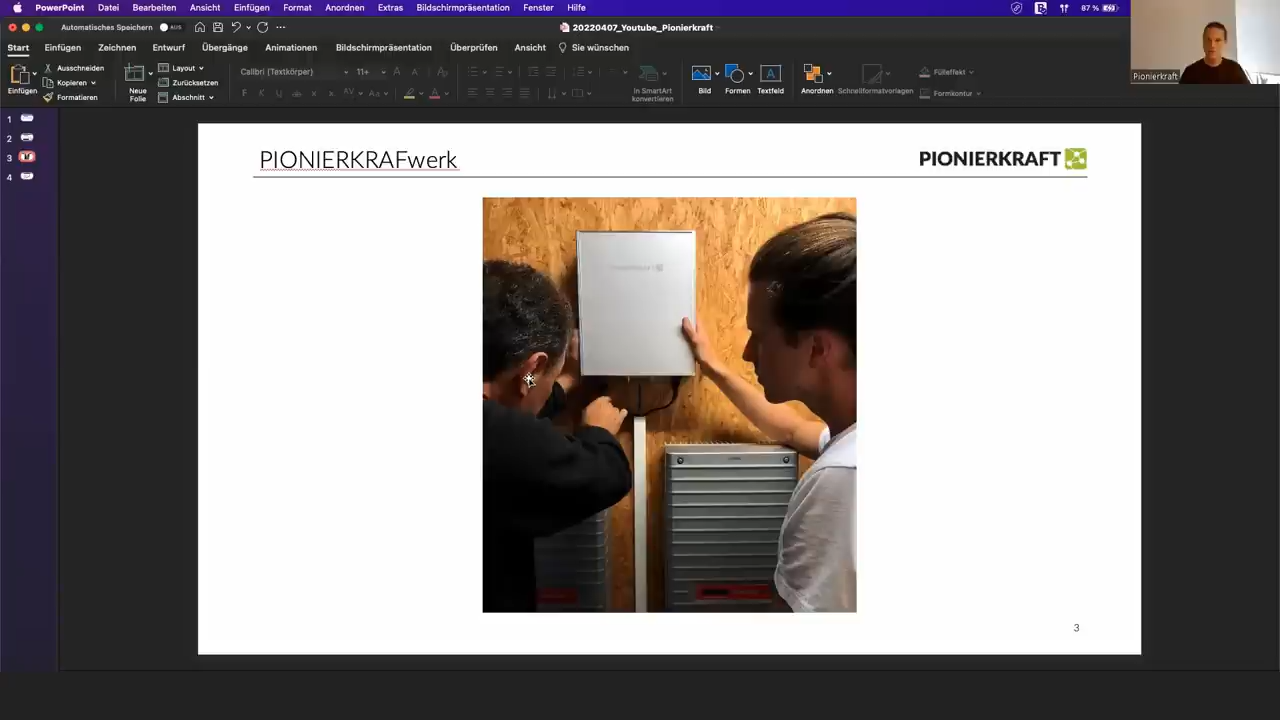 PowerPoint Datei Bearbeiten Ansicht Einfügen Format Anordnen Extras Bildschirmpräsentation Fenster Hilfe 87 %
Automatisches Speichern AUS 20220407_Youtube_Pionierkraft
Start Einfügen Zeichnen Entwurf Übergänge Animationen Bildschirmpräsentation Überprüfen Ansicht Sie wünschen
Einfügen
Ausschneiden
Kopieren
Formatieren
Neue
Folie
Layout
Zurücksetzen
Abschnitt
Calibri (Textkörper) 11+
In SmartArt
konvertieren
Bild
Formen
Textfeld
Anordnen
Schnellformatvorlagen
Fülleffekt
Formkontur
Pionierkraft
1
2
3
4
PIONIERKRAFwerk
PIONIERKRAFT
3